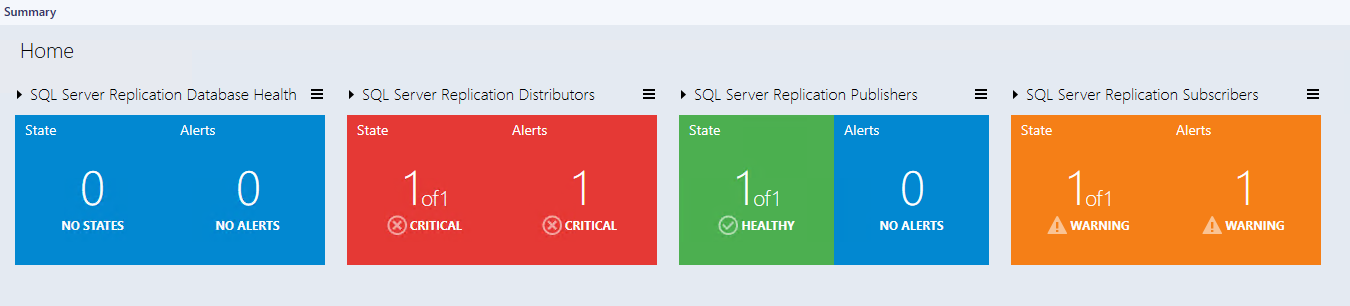 Summary
Home
SQL Server Replication Database Health
State Alerts
0 0
NO STATES NO ALERTS
SQL Server Replication Distributors
State Alerts
1of1 1
CRITICAL CRITICAL
SQL Server Replication Publishers
State Alerts
1of1 0
HEALTHY NO ALERTS
SQL Server Replication Subscribers
State Alerts
1of1 1
WARNING WARNING